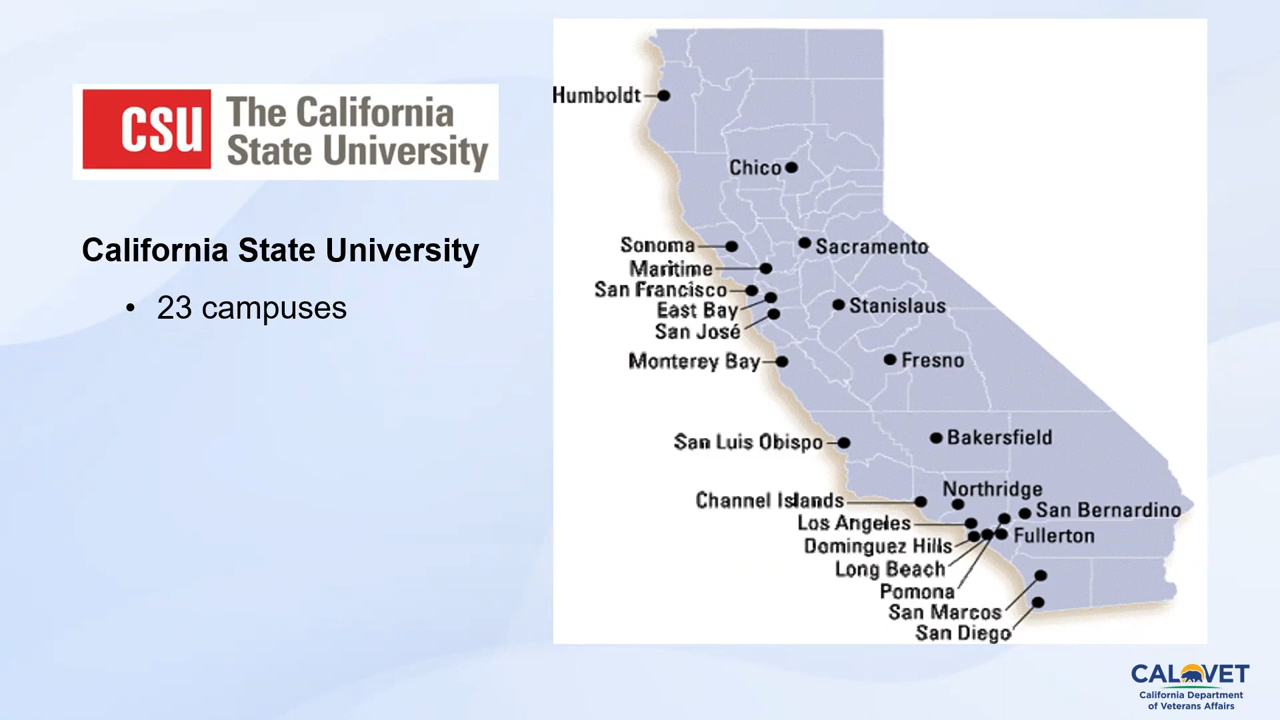 CSU The California
State University
California State University
• 23 campuses
Humboldt
Chico
Sonoma
Sacramento
Maritime
San Francisco
East Bay
Stanislaus
San José
Monterey Bay
Fresno
San Luis Obispo
Bakersfield
Channel Islands
Northridge
San Bernardino
Los Angeles
Fullerton
Dominguez Hills
Long Beach
Pomona
San Marcos
San Diego
CALVET
California Department
of Veterans Affairs